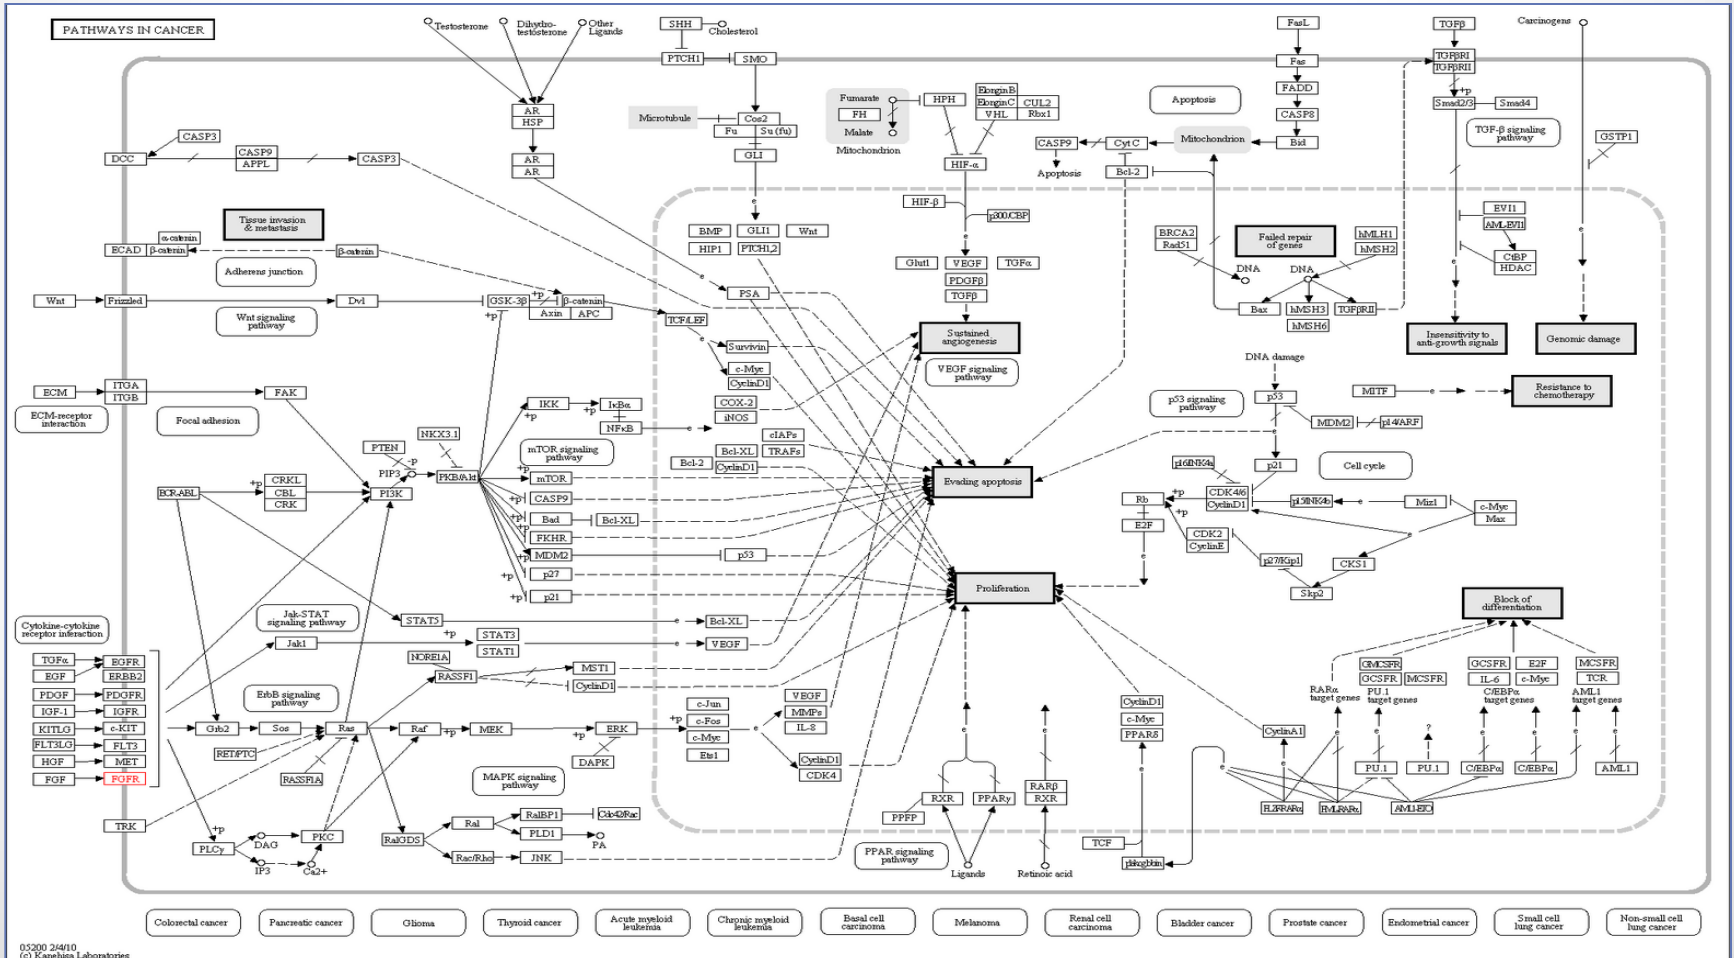 PATHWAYS IN CANCER
Testosterone
Dihydro-
testosterone
Other
Ligands
SHH
Cholesterol
FasL
TGFβ
Carcinogens
PTCH1
SMO
Fas
TGFβRI
TGFβRII
AR
HSP
AR
AR
Microtubule
Cos2
Fu
Su (fu)
GLI
Fumarate
FH
Malate
Mitochondrion
HPH
ElonginB
ElonginC
CUL2
VHL
Rbx1
HIF-α
Apoptosis
FADD
CASP8
Bid
Mitochondrion
CASP9
CytC
Apoptosis
Bcl-2
+p
Smad2/3
Smad4
TGF-β signaling
pathway
GSTP1
CASP3
DCC
CASP9
APPL
CASP3
Tissue invasion
& metastasis
α-catenin
ECAD
β-catenin
β-catenin
Adherens junction
HIF-β
p300/CBP
e
e
BMP
GLI1
Wnt
HIP1
PTCH1,2
Glut1
VEGF
TGFα
PDGFβ
TGFβ
BRCA2
Rad51
DNA
Failed repair
of genes
hMLH1
hMSH2
DNA
Bax
hMSH3
TGFβRII
hMSH6
EVI1
AML-EVI1
CtBP
HDAC
e
e
e
Wnt
Frizzled
Dvl
GSK-3β
+p
β-catenin
Axin
APC
+p
Wnt signaling
pathway
PSA
TCF/LEF
e
Survivin
c-Myc
CyclinD1
Sustained
angiogenesis
VEGF signaling
pathway
Insensitivity to
anti-growth signals
Genomic damage
DNA damage
p53
MITF
e
Resistance to
chemotherapy
p53 signaling
pathway
MDM2
p14/ARF
e
ECM
ITGA
ITGB
FAK
ECM-receptor
interaction
Focal adhesion
IKK
IκBα
+p
+p
NFκB
e
COX-2
iNOS
cIAPs
Bcl-XL
TRAFs
Bcl-2
CyclinD1
NKX3.1
PTEN
-p
PIP3
PKB/Akt
PI3K
mTOR signaling
pathway
+p
mTOR
+p
CASP9
+p
Bad
Bcl-XL
+p
FKHR
+p
MDM2
p53
+p
p27
+p
p21
BCR-ABL
+p
CRKL
CBL
CRK
Evading apoptosis
p21
Cell cycle
p16/INK4a
Rb
+p
CDK4/6
CyclinD1
p15/INK4b
e
Miz1
c-Myc
Max
E2F
+p
CDK2
CyclinE
e
p27/Kip1
CKS1
Skp2
e
Proliferation
Block of
differentiation
Jak-STAT
signaling pathway
STAT5
e
Bcl-XL
Cytokine-cytokine
receptor interaction
Jak1
+p
STAT3
STAT1
e
VEGF
TGFα
EGFR
EGF
ERBB2
PDGF
PDGFR
IGF-1
IGFR
KITLG
c-KIT
FLT3LG
FLT3
HGF
MET
FGF
FGFR
TRK
NORE1A
RASSF1
MST1
CyclinD1
ErbB signaling
pathway
Grb2
Sos
Ras
Raf
+p
MEK
+p
ERK
+p
RET/PTC
RASSF1A
DAPK
MAPK signaling
pathway
c-Jun
c-Fos
c-Myc
Ets1
e
VEGF
MMPs
IL-8
CyclinD1
CDK4
CyclinD1
c-Myc
PPARδ
e
e
e
RXR
PPARγ
PPFP
RARβ
RXR
PPAR signaling
pathway
Ligands
Retinoic acid
TCF
plakoglobin
RARα
target genes
GMCSFR
GCSFR
MCSFR
PU.1
target genes
GCSFR
E2F
IL-6
c-Myc
C/EBPα
target genes
MCSFR
TCR
AML1
target genes
CyclinA1
?
e
e
e
e
e
e
e
e
PU.1
PU.1
C/EBPα
C/EBPα
AML1
PLZF-RARα
PML-RARα
AML1-ETO
+p
PLCγ
DAG
IP3
Ca2+
PKC
RalGDS
Ral
RalBP1
Cdc42/Rac
PLD1
PA
Rac/Rho
JNK
Colorectal cancer
Pancreatic cancer
Glioma
Thyroid cancer
Acute myeloid
leukemia
Chronic myeloid
leukemia
Basal cell
carcinoma
Melanoma
Renal cell
carcinoma
Bladder cancer
Prostate cancer
Endometrial cancer
Small cell
lung cancer
Non-small cell
lung cancer
05200 2/4/10
(c) Kanehisa Laboratories